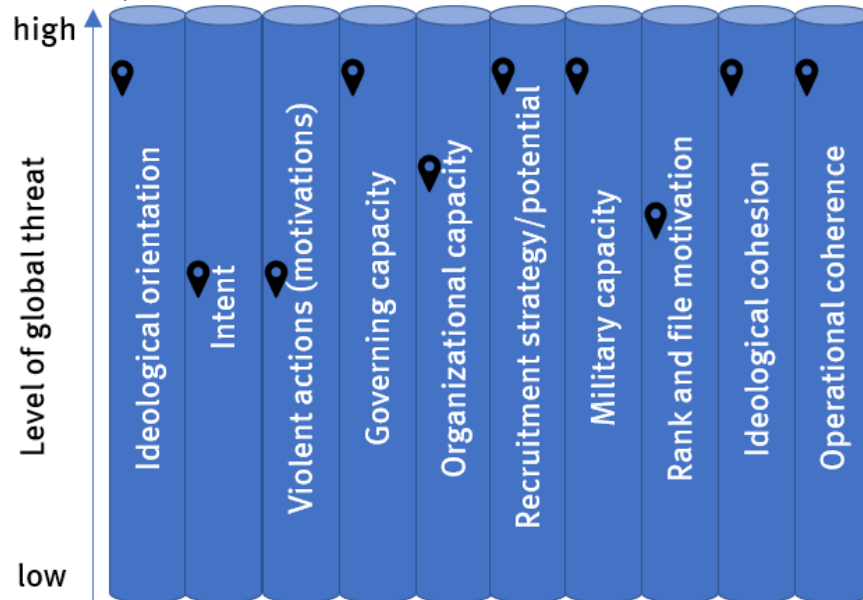 high
Level of global threat
low
Ideological orientation
Intent
Violent actions (motivations)
Governing capacity
Organizational capacity
Recruitment strategy/potential
Military capacity
Rank and file motivation
Ideological cohesion
Operational coherence